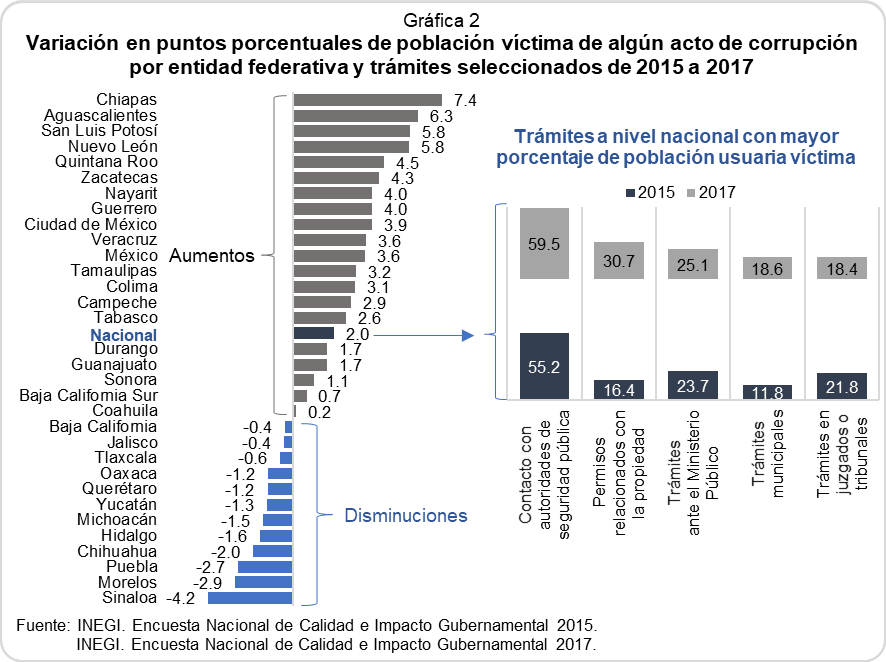 Gráfica 2
Variación en puntos porcentuales de población víctima de algún acto de corrupción
por entidad federativa y trámites seleccionados de 2015 a 2017
Chiapas 7.4
Aguascalientes 6.3
San Luis Potosí 5.8
Nuevo León 5.8
Quintana Roo 4.5
Zacatecas 4.3
Nayarit 4.0
Guerrero 4.0
Ciudad de México 3.9
Veracruz 3.6
México 3.6
Tamaulipas 3.2
Colima 3.1
Campeche 2.9
Tabasco 2.6
Nacional 2.0
Durango 1.7
Guanajuato 1.7
Sonora 1.1
Baja California Sur 0.7
Coahuila 0.2
Baja California -0.4
Jalisco -0.4
Tlaxcala -0.6
Oaxaca -1.2
Querétaro -1.2
Yucatán -1.3
Michoacán -1.5
Hidalgo -1.6
Chihuahua -2.0
Puebla -2.7
Morelos -2.9
Sinaloa -4.2
Aumentos
Disminuciones
Trámites a nivel nacional con mayor
porcentaje de población usuaria víctima
2015 2017
59.5 30.7 25.1 18.6 18.4
55.2 16.4 23.7 11.8 21.8
Contacto con
autoridades de
seguridad pública
Permisos
relacionados con
la propiedad
Trámites
ante el Ministerio
Público
Trámites
municipales
Trámites en
juzgados o
tribunales
Fuente: INEGI. Encuesta Nacional de Calidad e Impacto Gubernamental 2015.
INEGI. Encuesta Nacional de Calidad e Impacto Gubernamental 2017.